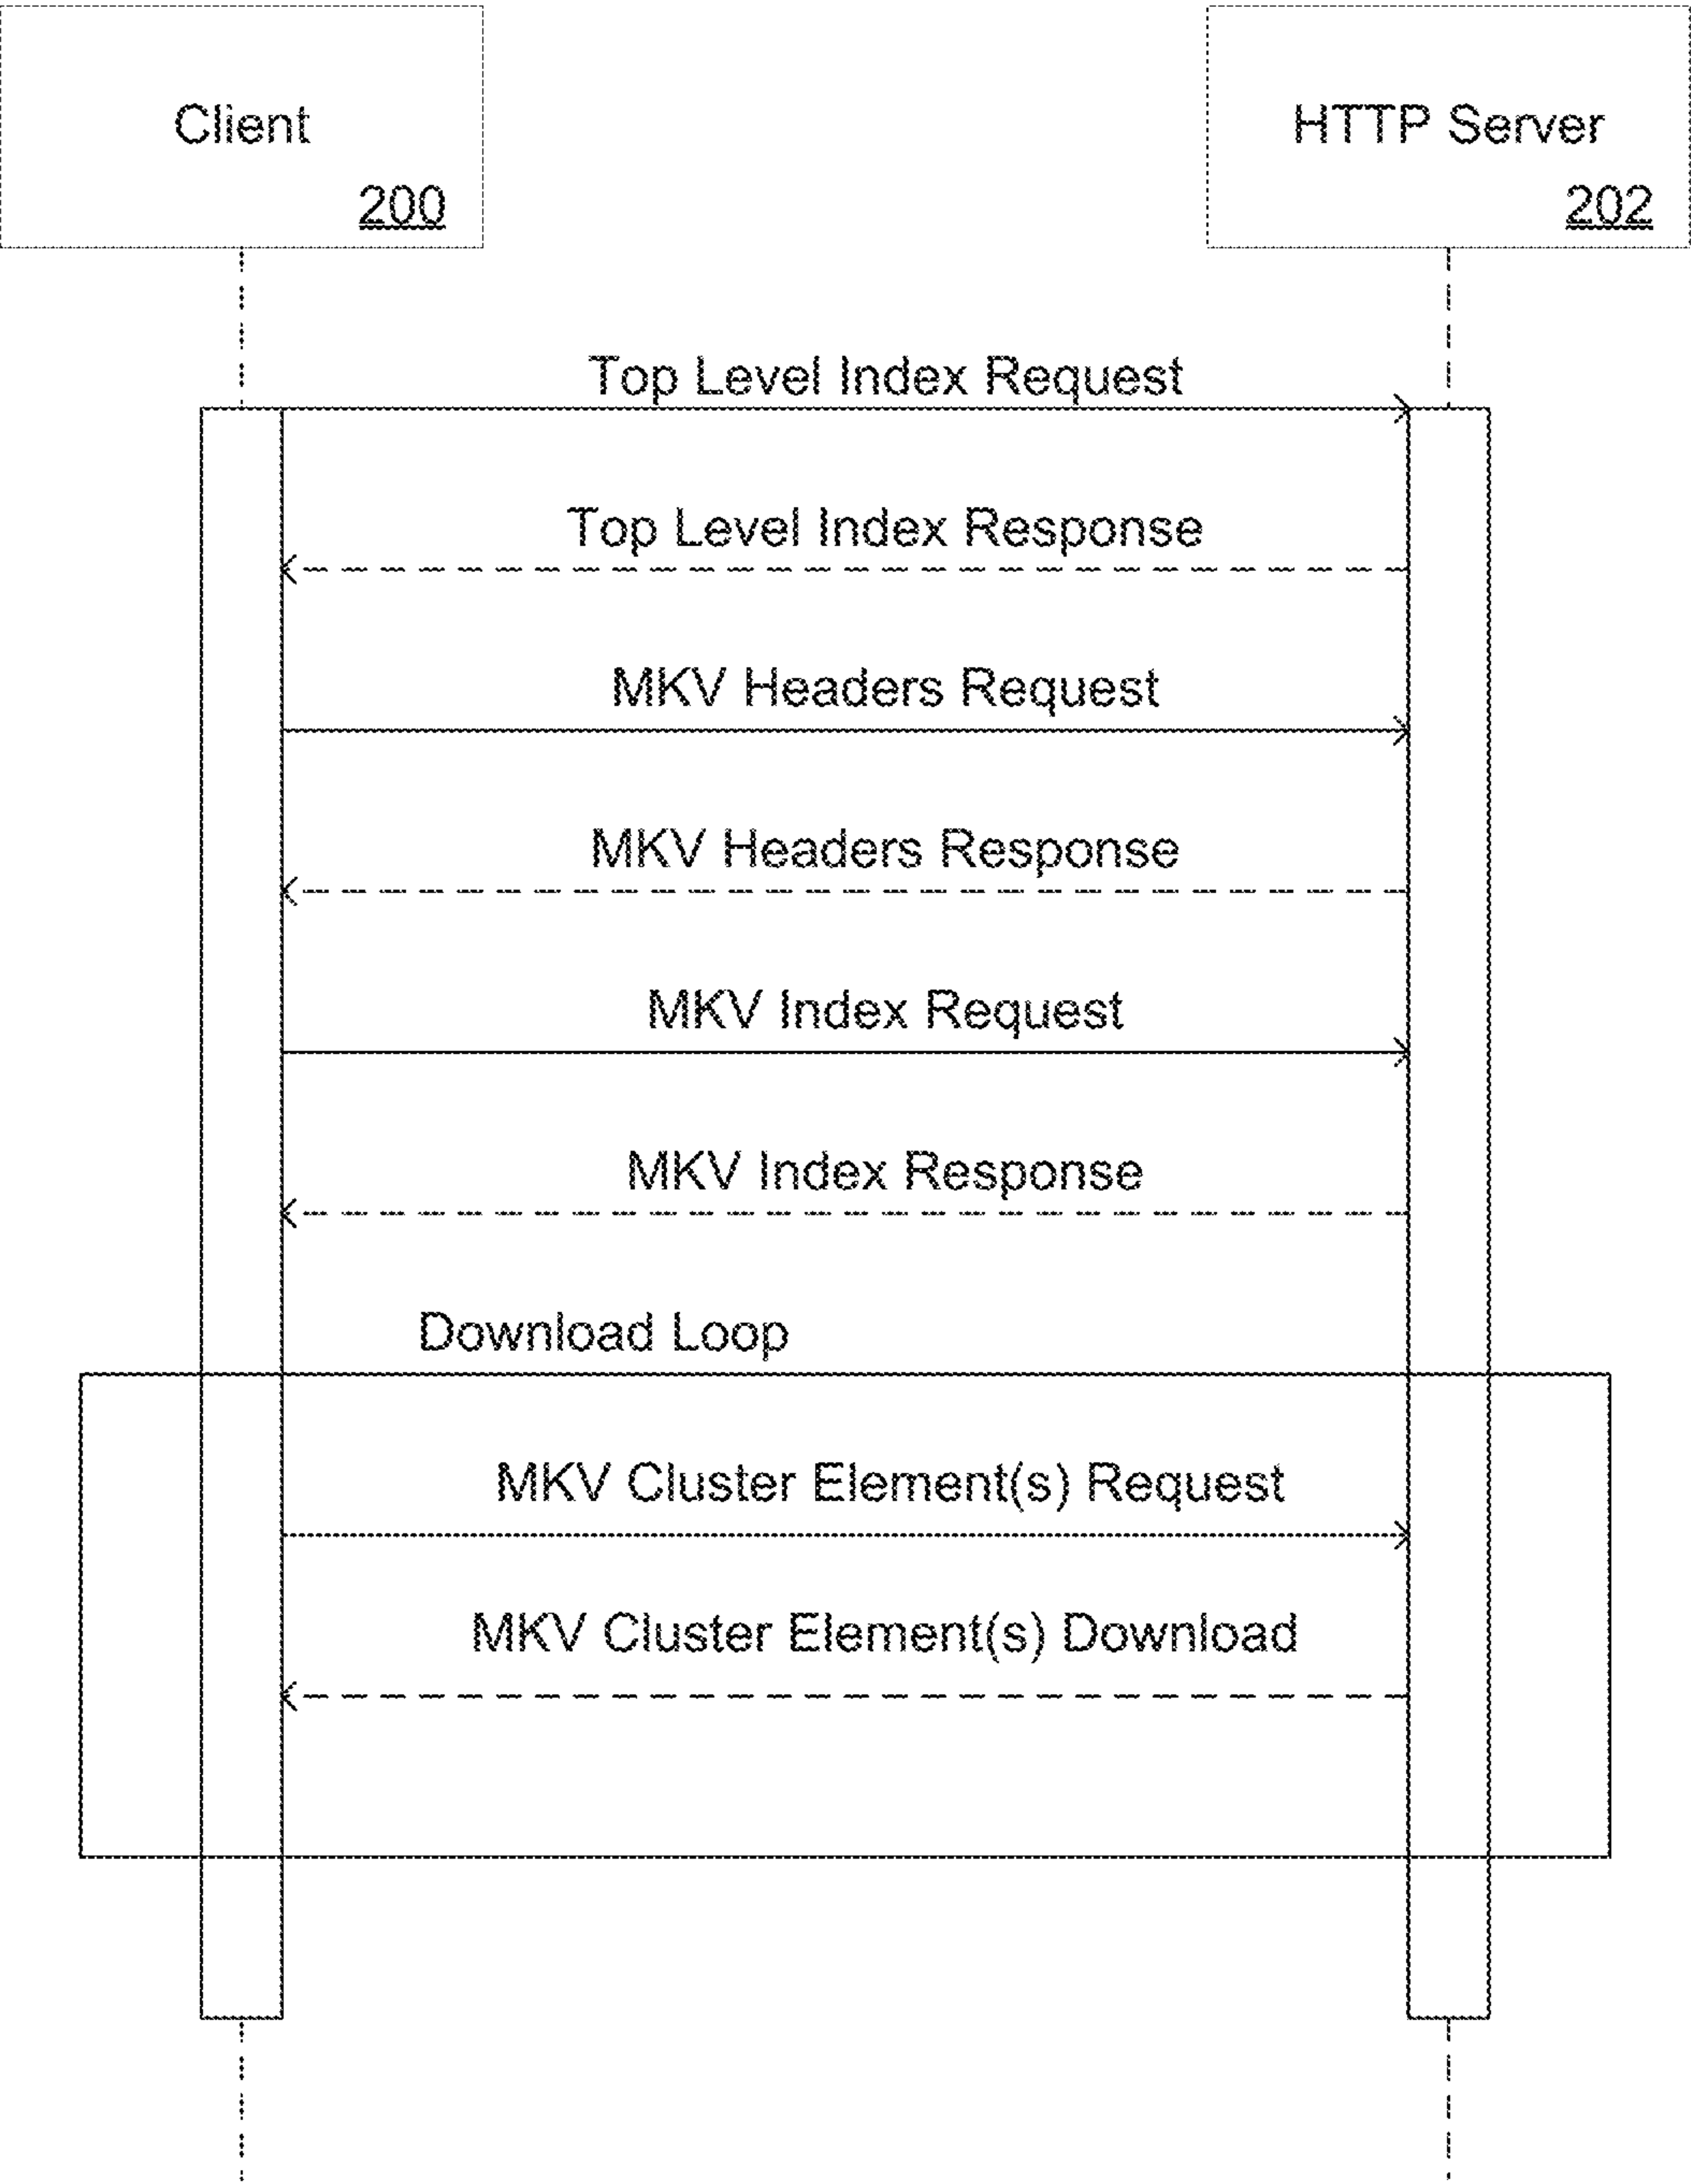 Client
200
HTTP Server
202
Top Level Index Request
Top Level Index Response
MKV Headers Request
MKV Headers Response
MKV Index Request
MKV Index Response
Download Loop
MKV Cluster Element(s) Request
MKV Cluster Element(s) Download